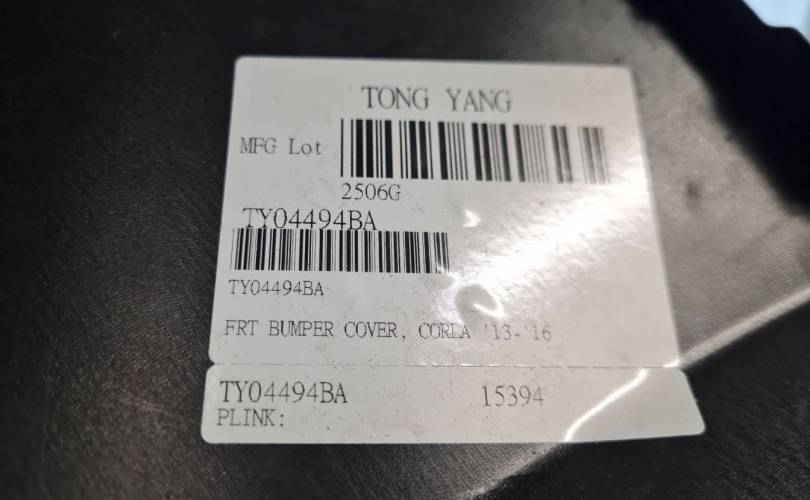 TONG YANG
MFG Lot
2506G
TY04494BA
TY04494BA
FRT BUMPER COVER, CORLA '13-'16
TY04494BA 15394
PLINK: